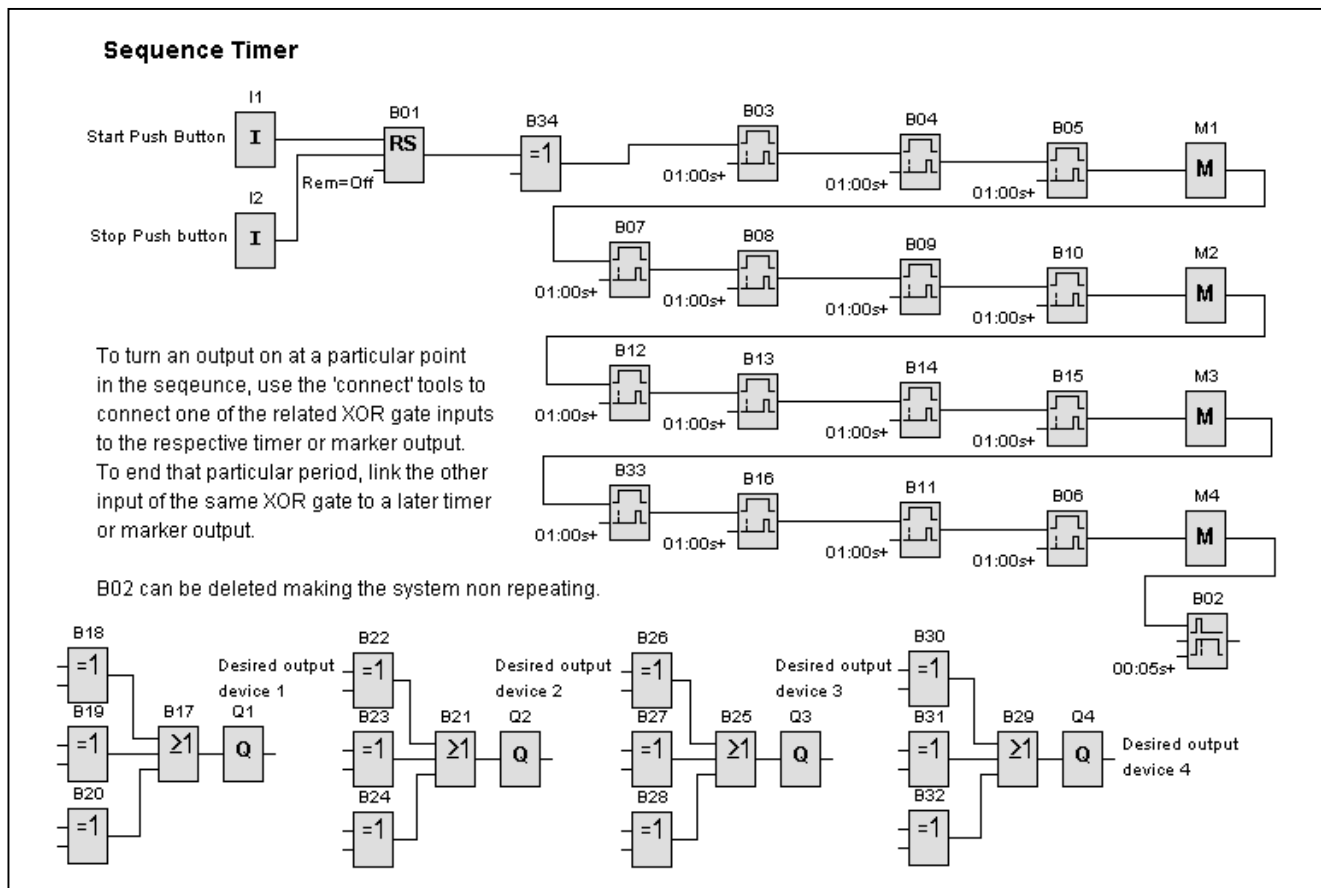 Sequence Timer
I1
Start Push Button
I
B01
RS
Rem=Off
B34
=1
B03
01:00s+
B04
01:00s+
B05
01:00s+
M1
M
I2
Stop Push button
I
B07
01:00s+
B08
01:00s+
B09
01:00s+
B10
01:00s+
M2
M
To turn an output on at a particular point
in the seqeunce, use the 'connect' tools to
connect one of the related XOR gate inputs
to the respective timer or marker output.
To end that particular period, link the other
input of the same XOR gate to a later timer
or marker output.
B12
01:00s+
B13
01:00s+
B14
01:00s+
B15
01:00s+
M3
M
B33
01:00s+
B16
01:00s+
B11
01:00s+
B06
01:00s+
M4
M
B02 can be deleted making the system non repeating.
B02
00:05s+
B18
=1
B19
=1
B20
=1
B17
≥1
Q1
Q
Desired output
device 1
B22
=1
B23
=1
B24
=1
B21
≥1
Q2
Q
Desired output
device 2
B26
=1
B27
=1
B28
=1
B25
≥1
Q3
Q
Desired output
device 3
B30
=1
B31
=1
B32
=1
B29
≥1
Q4
Q
Desired output
device 4